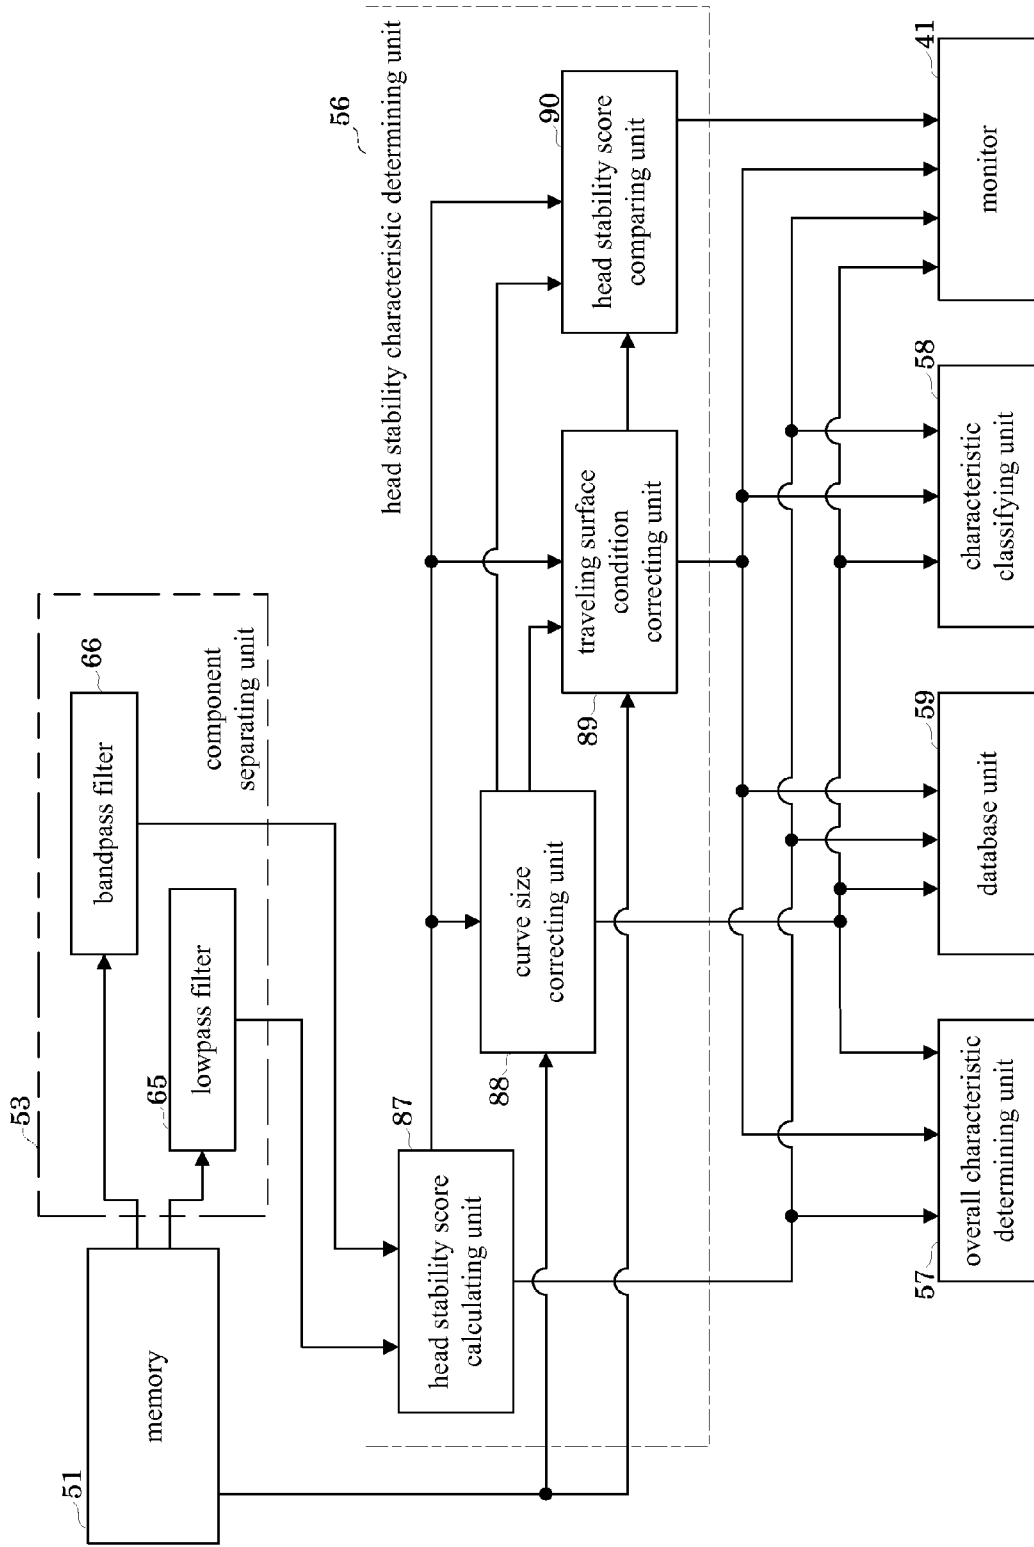 51
memory
53
65
lowpass filter
66
bandpass filter
component
separating unit
56
head stability characteristic determining unit
87
head stability score
calculating unit
88
curve size
correcting unit
89
traveling surface
condition
correcting unit
90
head stability score
comparing unit
57
overall characteristic
determining unit
59
database unit
58
characteristic
classifying unit
41
monitor